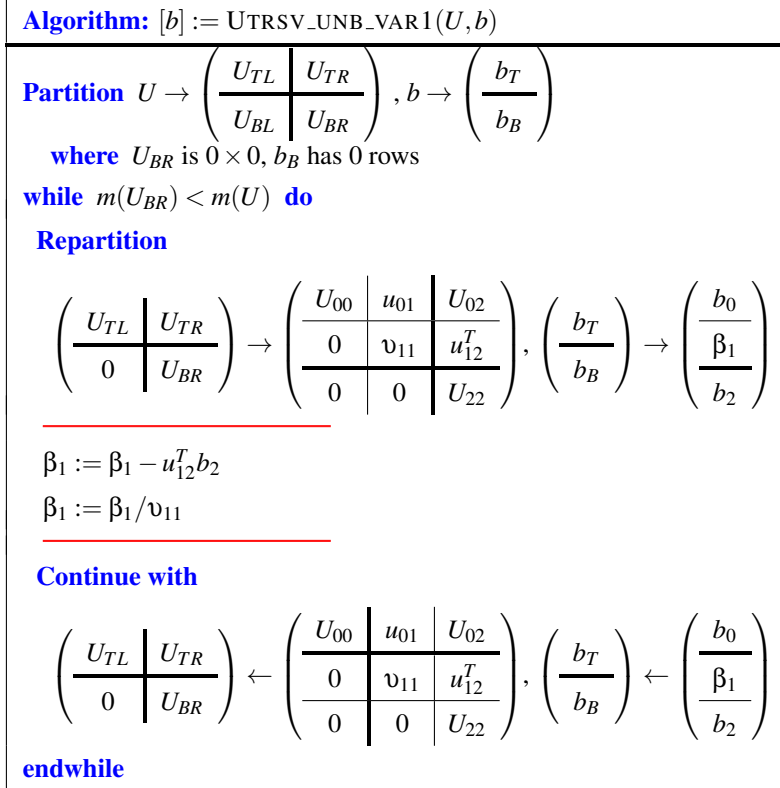 Algorithm: [b] := UTRSV_UNB_VAR1(U, b)
Partition U → ( U_TL | U_TR ; U_BL | U_BR ) , b → ( b_T ; b_B )
where U_BR is 0 × 0, b_B has 0 rows
while m(U_BR) < m(U) do
Repartition
( U_TL | U_TR ; 0 | U_BR ) → ( U_00 | u_01 | U_02 ; 0 | υ_11 | u_12^T ; 0 | 0 | U_22 ), ( b_T ; b_B ) → ( b_0 ; β_1 ; b_2 )
β_1 := β_1 − u_12^T b_2
β_1 := β_1/υ_11
Continue with
( U_TL | U_TR ; 0 | U_BR ) ← ( U_00 | u_01 | U_02 ; 0 | υ_11 | u_12^T ; 0 | 0 | U_22 ), ( b_T ; b_B ) ← ( b_0 ; β_1 ; b_2 )
endwhile